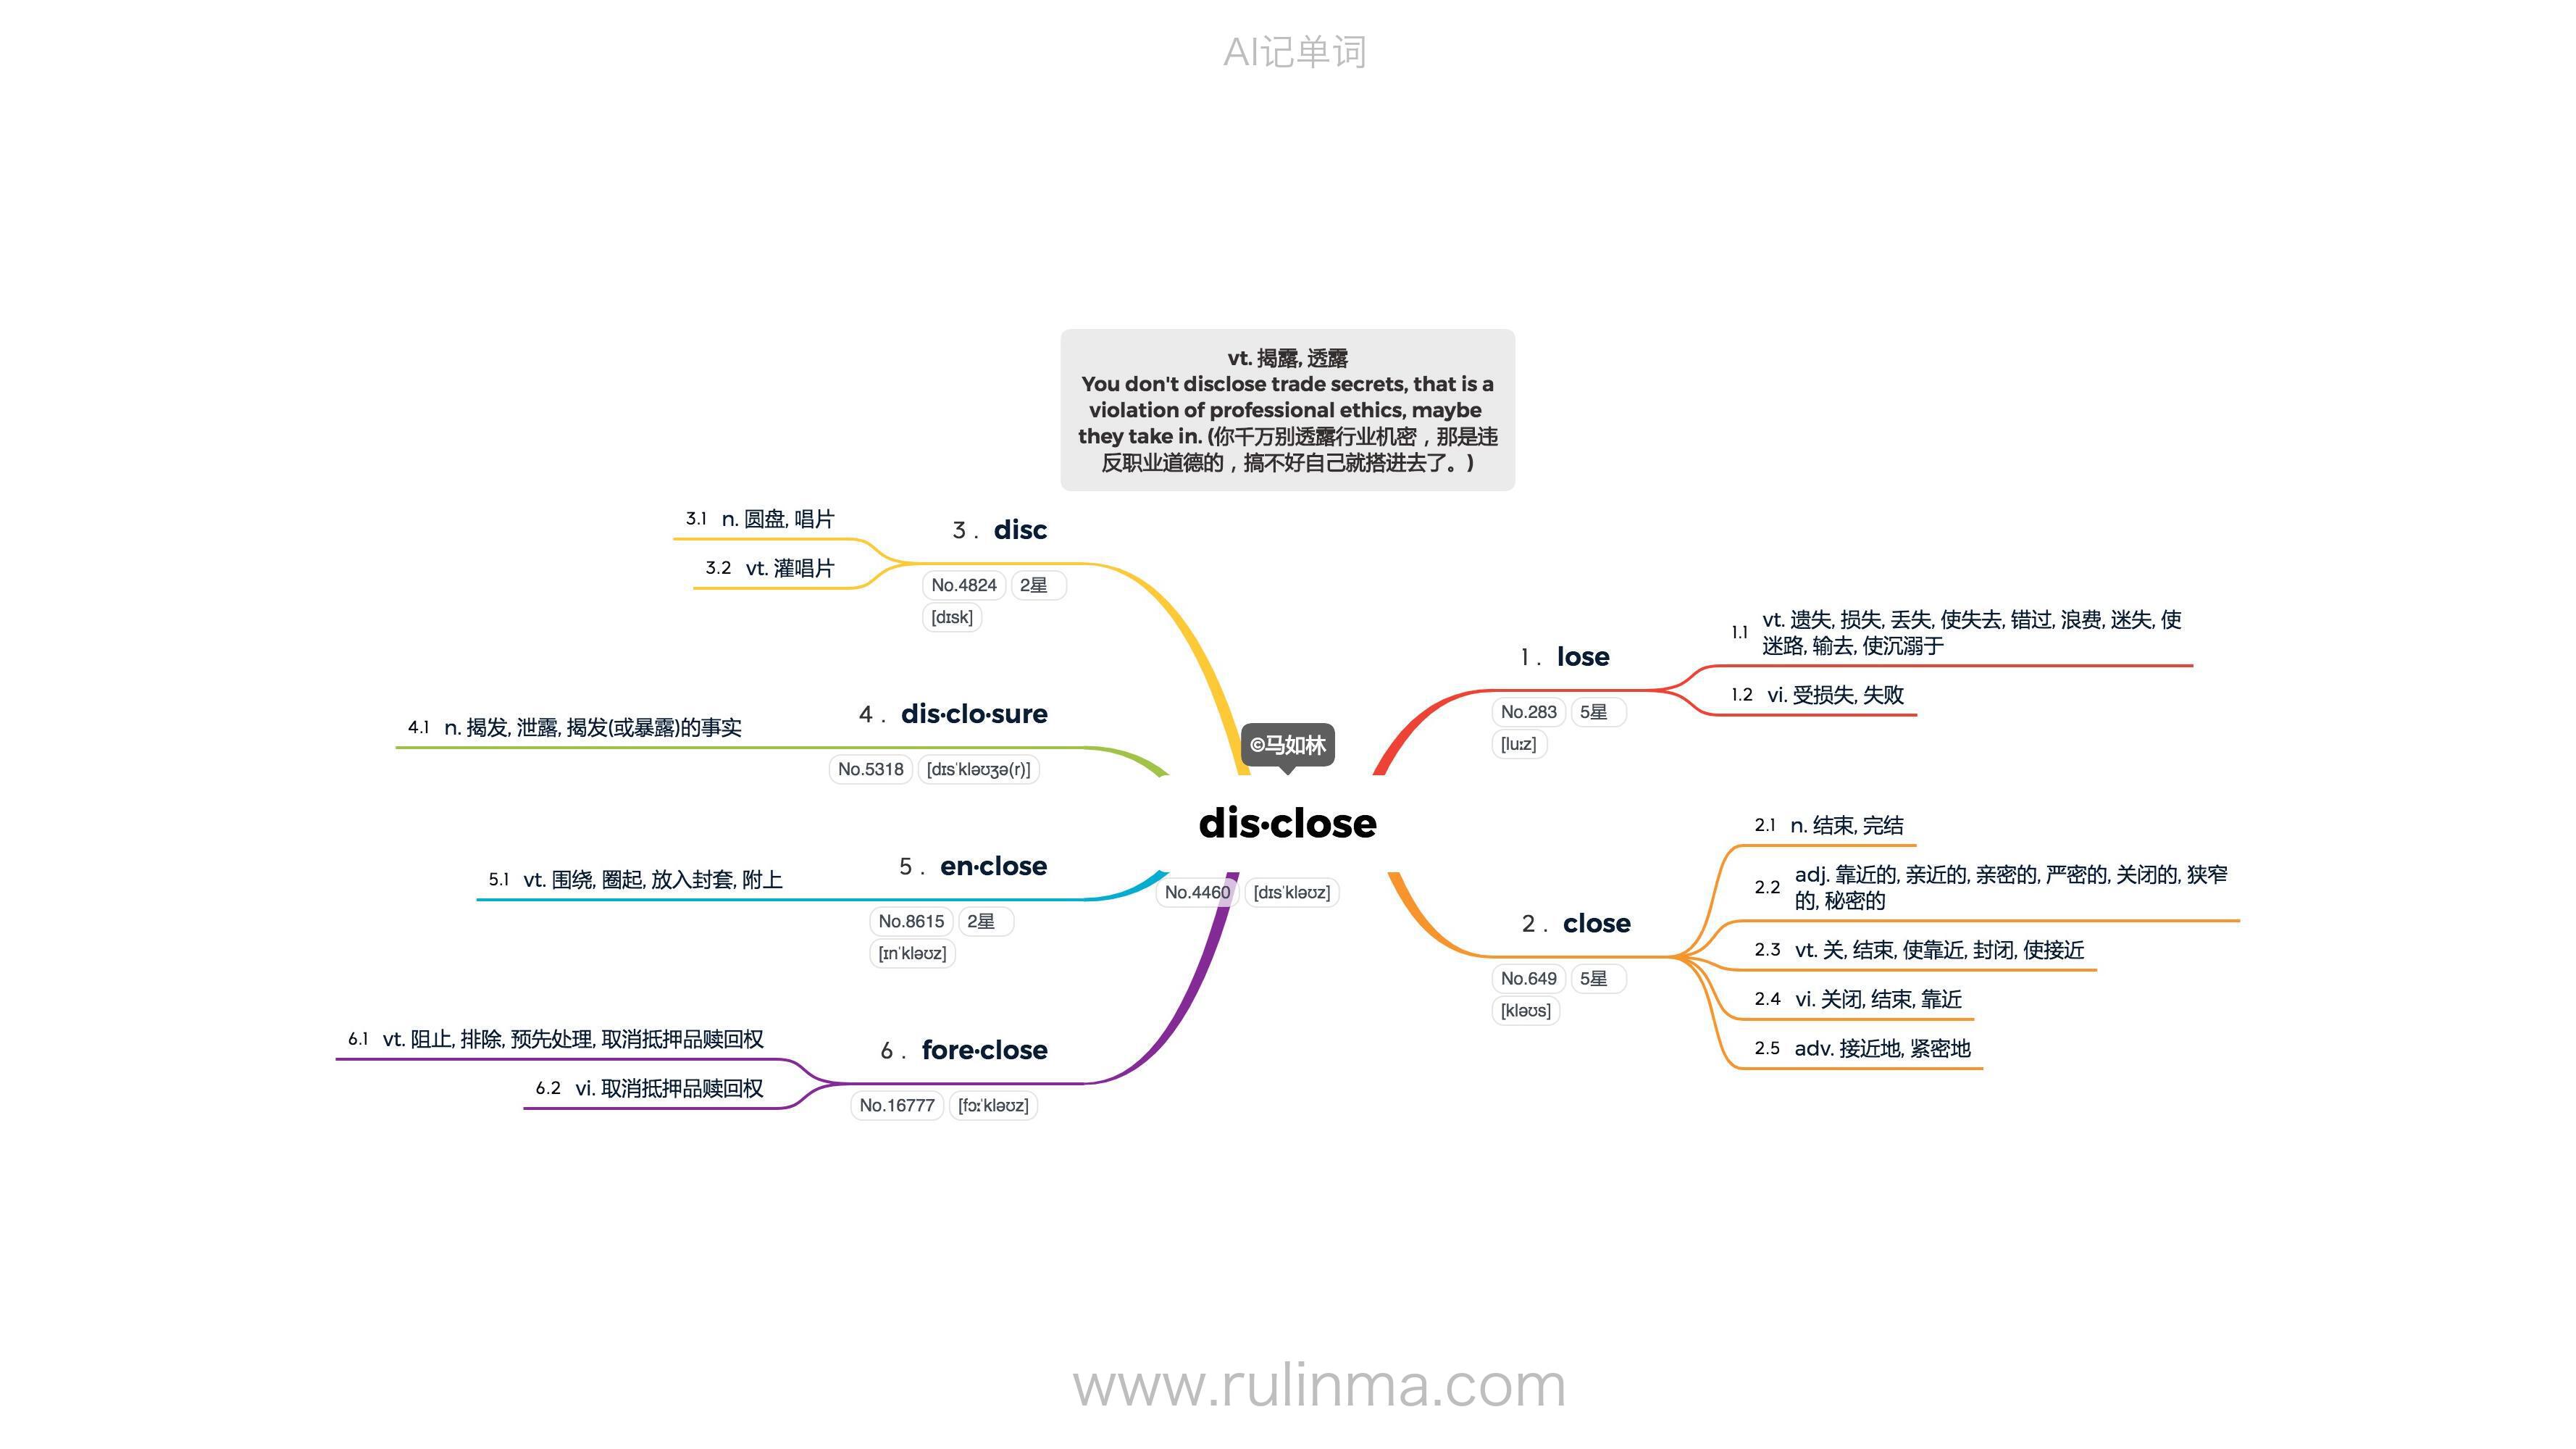 AI记单词
vt. 揭露, 透露
You don't disclose trade secrets, that is a
violation of professional ethics, maybe
they take in. (你千万别透露行业机密，那是违
反职业道德的，搞不好自己就搭进去了。)
©马如林
dis·close
No.4460 [dɪsˈkləʊz]
1. lose
No.283 5星
[luːz]
1.1 vt. 遗失, 损失, 丢失, 使失去, 错过, 浪费, 迷失, 使
迷路, 输去, 使沉溺于
1.2 vi. 受损失, 失败
2. close
No.649 5星
[kləʊs]
2.1 n. 结束, 完结
2.2 adj. 靠近的, 亲近的, 亲密的, 严密的, 关闭的, 狭窄
的, 秘密的
2.3 vt. 关, 结束, 使靠近, 封闭, 使接近
2.4 vi. 关闭, 结束, 靠近
2.5 adv. 接近地, 紧密地
3. disc
No.4824 2星
[dɪsk]
3.1 n. 圆盘, 唱片
3.2 vt. 灌唱片
4. dis·clo·sure
No.5318 [dɪsˈkləʊʒə(r)]
4.1 n. 揭发, 泄露, 揭发(或暴露)的事实
5. en·close
No.8615 2星
[ɪnˈkləʊz]
5.1 vt. 围绕, 圈起, 放入封套, 附上
6. fore·close
No.16777 [fɔːˈkləʊz]
6.1 vt. 阻止, 排除, 预先处理, 取消抵押品赎回权
6.2 vi. 取消抵押品赎回权
www.rulinma.com